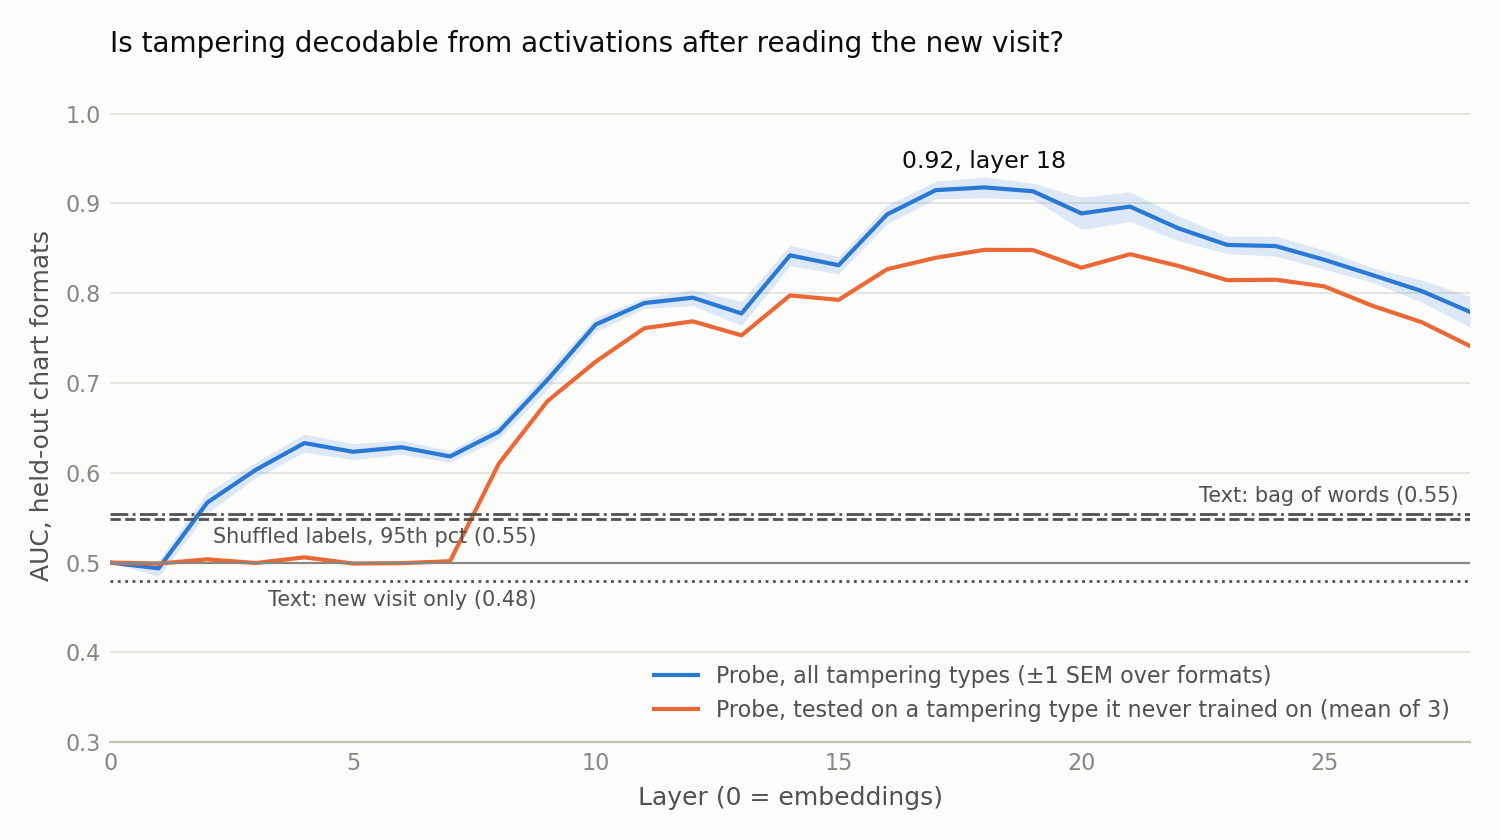 Is tampering decodable from activations after reading the new visit?
AUC, held-out chart formats
1.0
0.9
0.8
0.7
0.6
0.5
0.4
0.3
0.92, layer 18
Text: bag of words (0.55)
Shuffled labels, 95th pct (0.55)
Text: new visit only (0.48)
Probe, all tampering types (±1 SEM over formats)
Probe, tested on a tampering type it never trained on (mean of 3)
0 5 10 15 20 25
Layer (0 = embeddings)